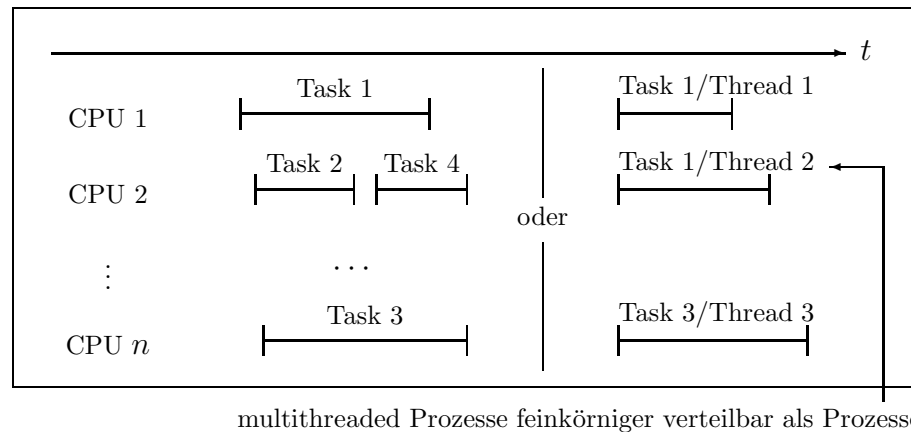 t
Task 1
Task 1/Thread 1
CPU 1
Task 2 Task 4
Task 1/Thread 2
CPU 2
oder
⋮
...
Task 3
Task 3/Thread 3
CPU n
multithreaded Prozesse feinkörniger verteilbar als